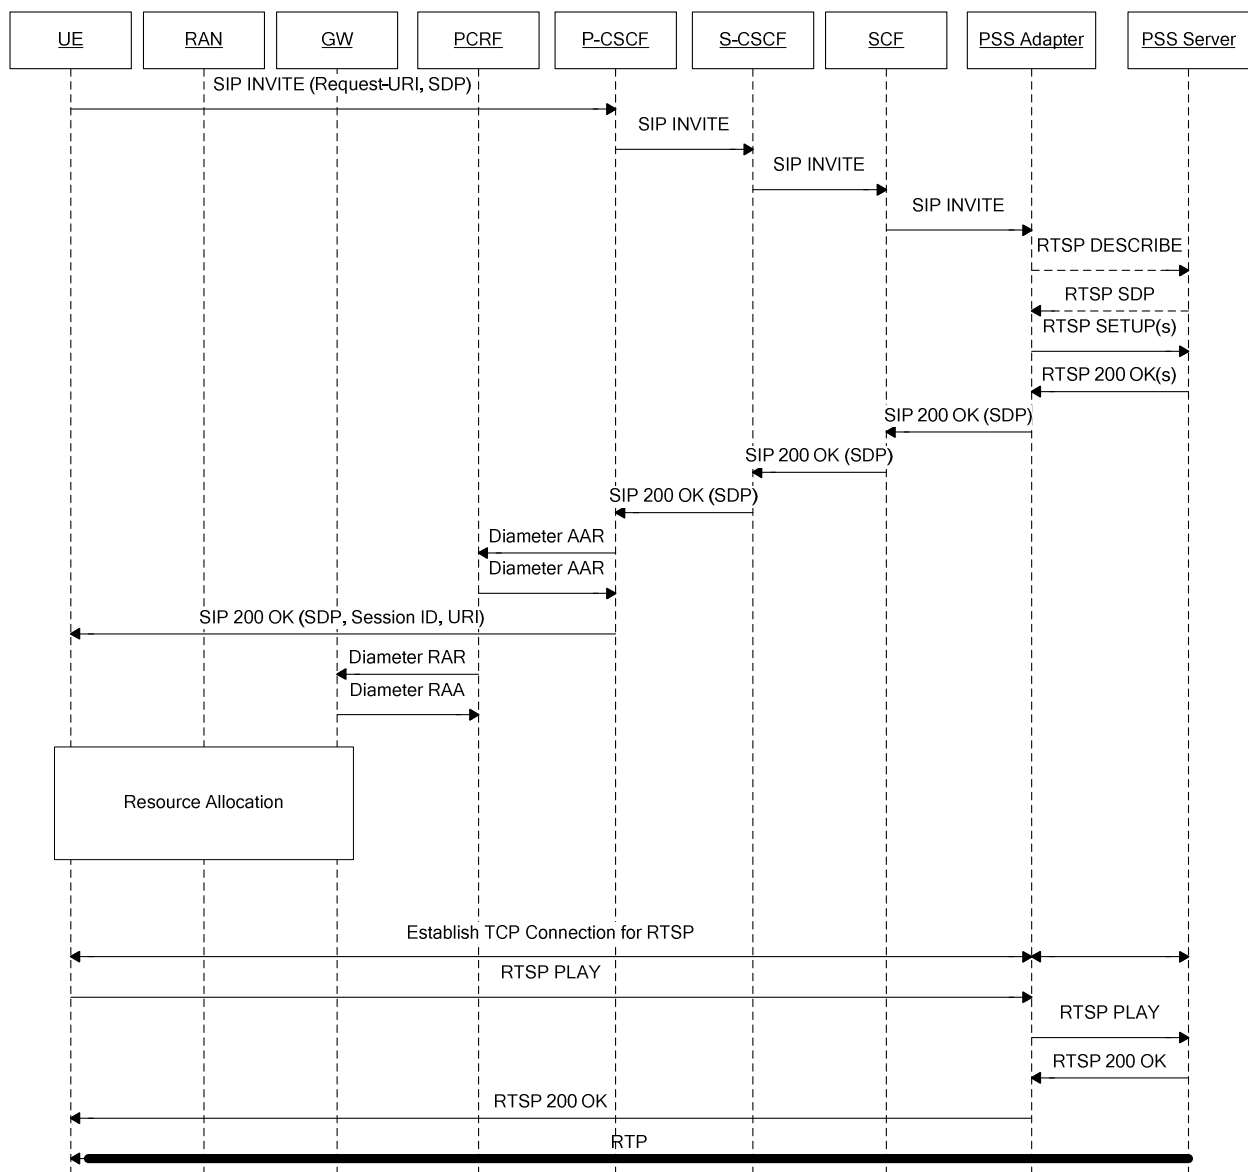 UE
RAN
GW
PCRF
P-CSCF
S-CSCF
SCF
PSS Adapter
PSS Server
SIP INVITE (Request-URI, SDP)
SIP INVITE
SIP INVITE
SIP INVITE
RTSP DESCRIBE
RTSP SDP
RTSP SETUP(s)
RTSP 200 OK(s)
SIP 200 OK (SDP)
SIP 200 OK (SDP)
SIP 200 OK (SDP)
Diameter AAR
Diameter AAR
SIP 200 OK (SDP, Session ID, URI)
Diameter RAR
Diameter RAA
Resource Allocation
Establish TCP Connection for RTSP
RTSP PLAY
RTSP PLAY
RTSP 200 OK
RTSP 200 OK
RTP